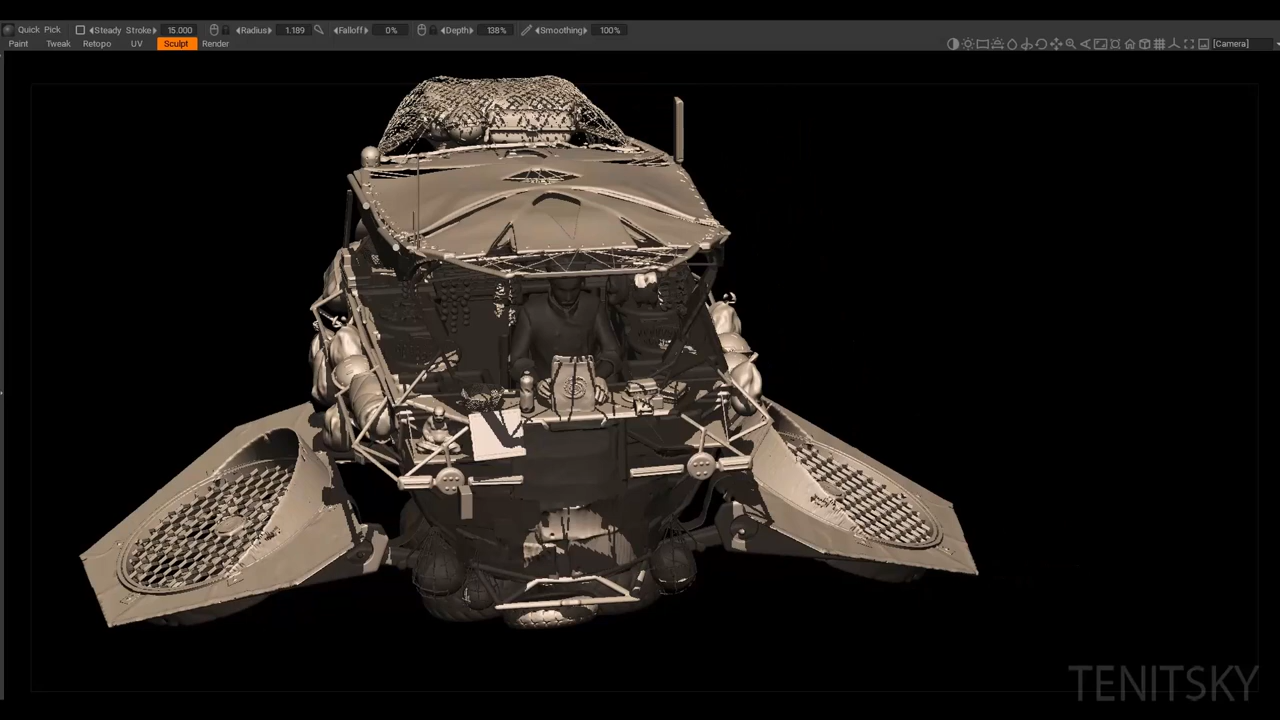 Quick Pick Steady Stroke 15.000 Radius 1.189 Falloff 0% Depth 138% Smoothing 100%
Paint Tweak Retopo UV Sculpt Render [Camera]
TENITSKY